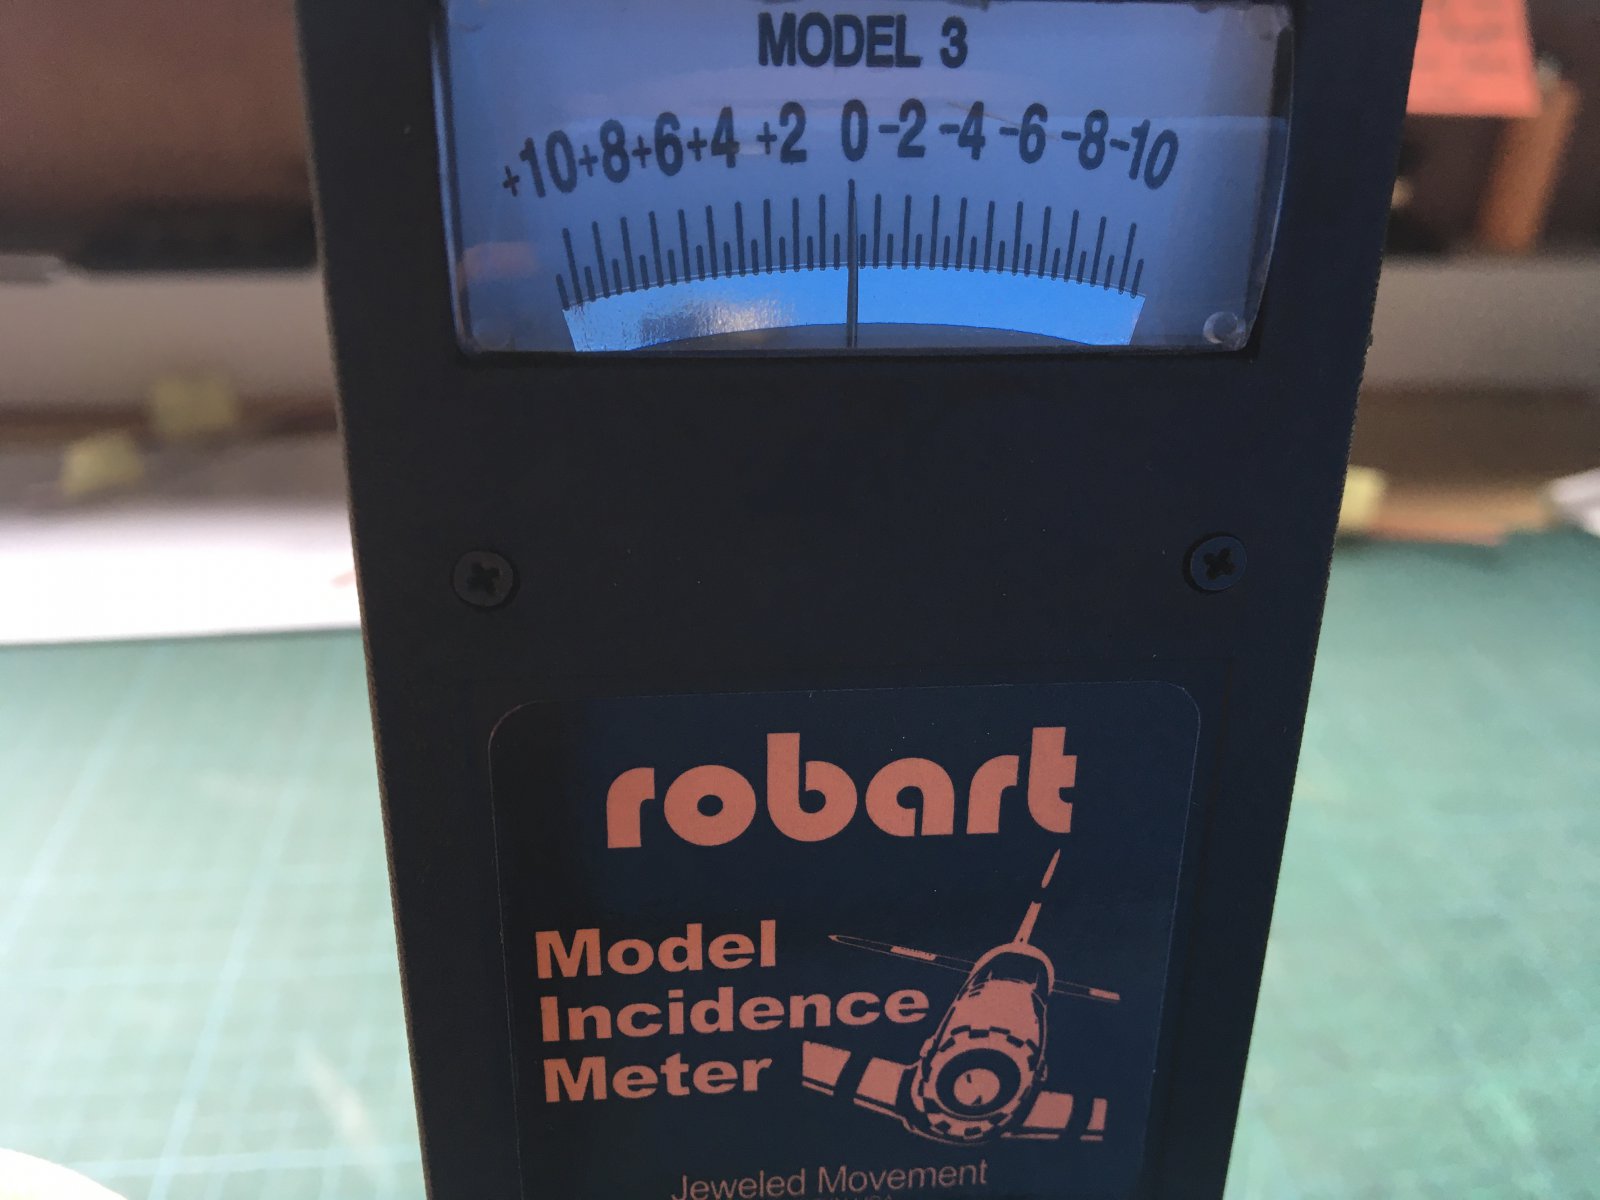 MODEL 3
+10+8+6+4 +2 0 -2 -4 -6 -8-10
robart
Model
Incidence
Meter
Jeweled Movement